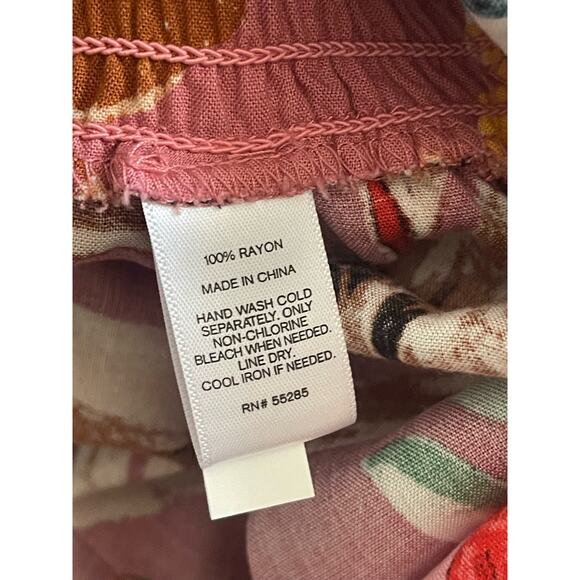 100% RAYON
MADE IN CHINA
HAND WASH COLD
SEPARATELY. ONLY
NON-CHLORINE
BLEACH WHEN NEEDED.
LINE DRY.
COOL IRON IF NEEDED.
RN# 55285